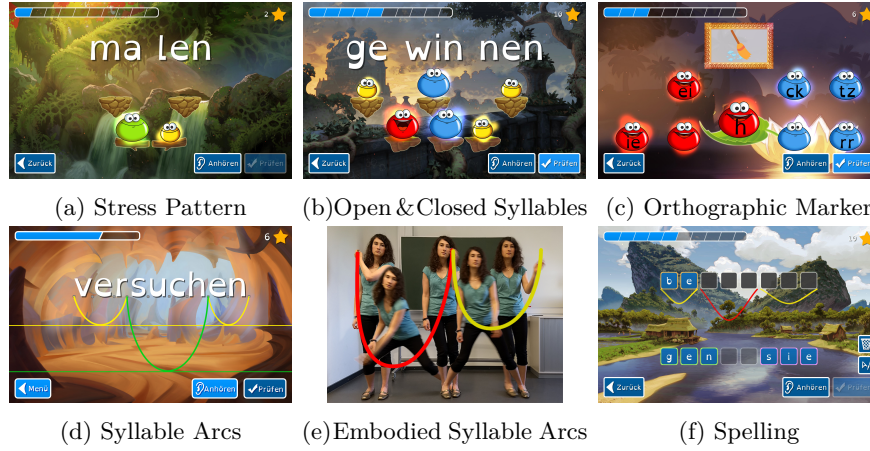 2
ma len
Zurück
Anhören
Prüfen
(a) Stress Pattern
10
ge win nen
Zurück
Anhören
Prüfen
(b)Open & Closed Syllables
6
ei
ck
tz
h
ie
rr
Zurück
Anhören
Prüfen
(c) Orthographic Marker
6
versuchen
Menü
Anhören
Prüfen
(d) Syllable Arcs
(e)Embodied Syllable Arcs
b e
g e n s i e
Zurück
Anhören
(f) Spelling